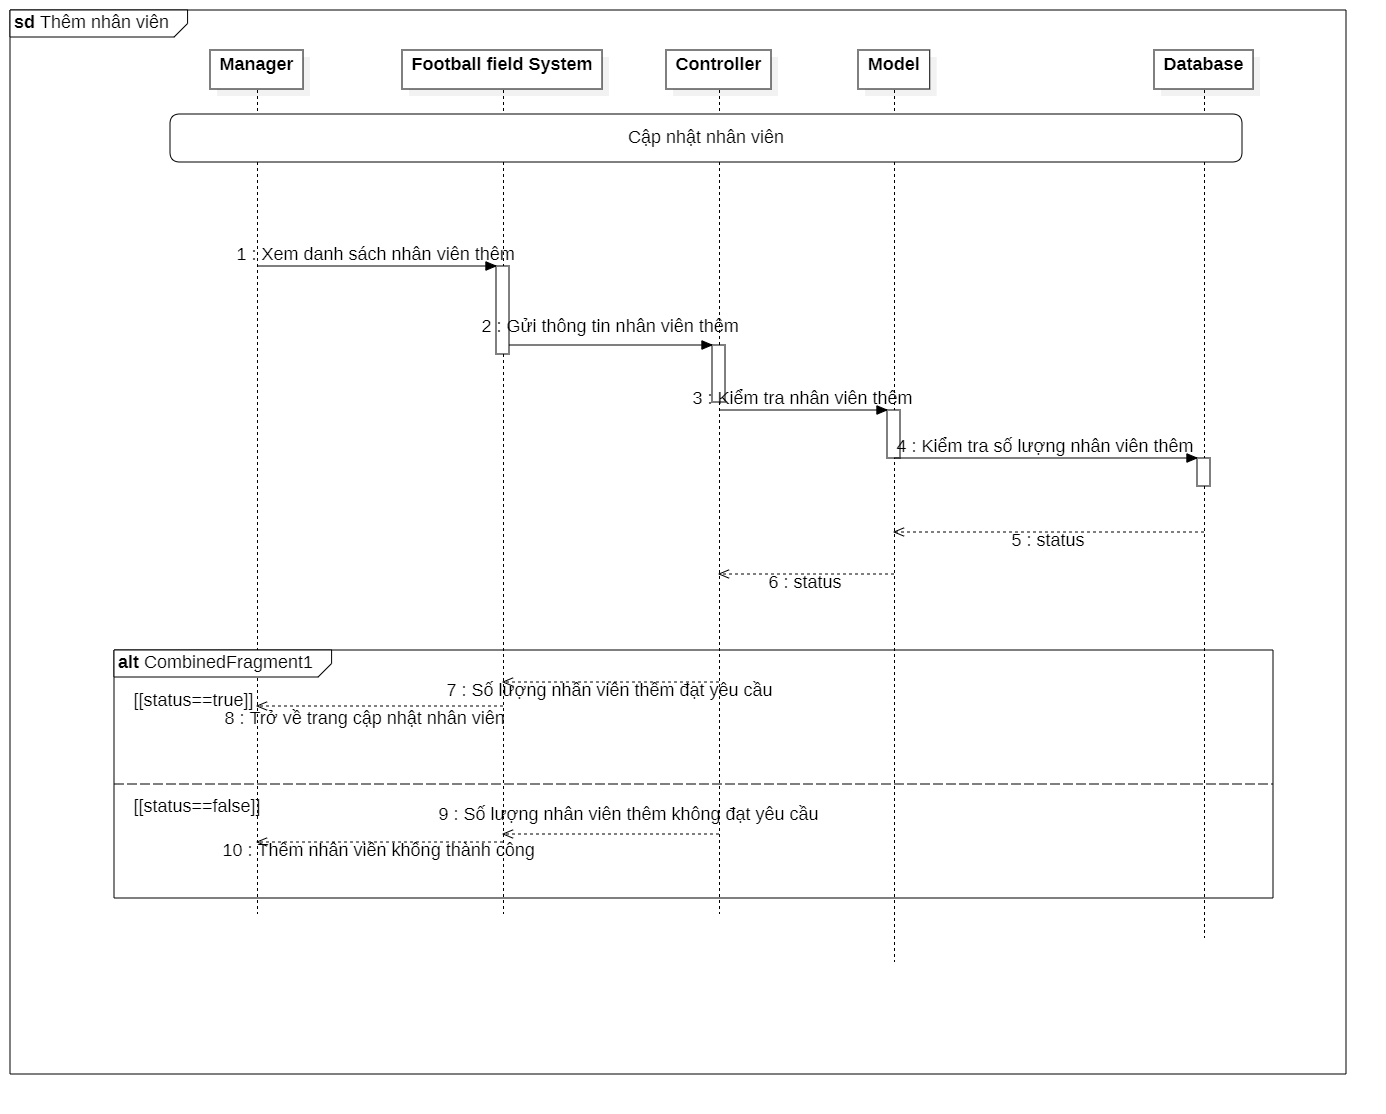 sd Thêm nhân viên
Manager
Football field System
Controller
Model
Database
Cập nhật nhân viên
1 : Xem danh sách nhân viên thêm
2 : Gửi thông tin nhân viên thêm
3 : Kiểm tra nhân viên thêm
4 : Kiểm tra số lượng nhân viên thêm
5 : status
6 : status
alt CombinedFragment1
[[status==true]]
7 : Số lượng nhân viên thêm đạt yêu cầu
8 : Trở về trang cập nhật nhân viên
[[status==false]]
9 : Số lượng nhân viên thêm không đạt yêu cầu
10 : Thêm nhân viên không thành công